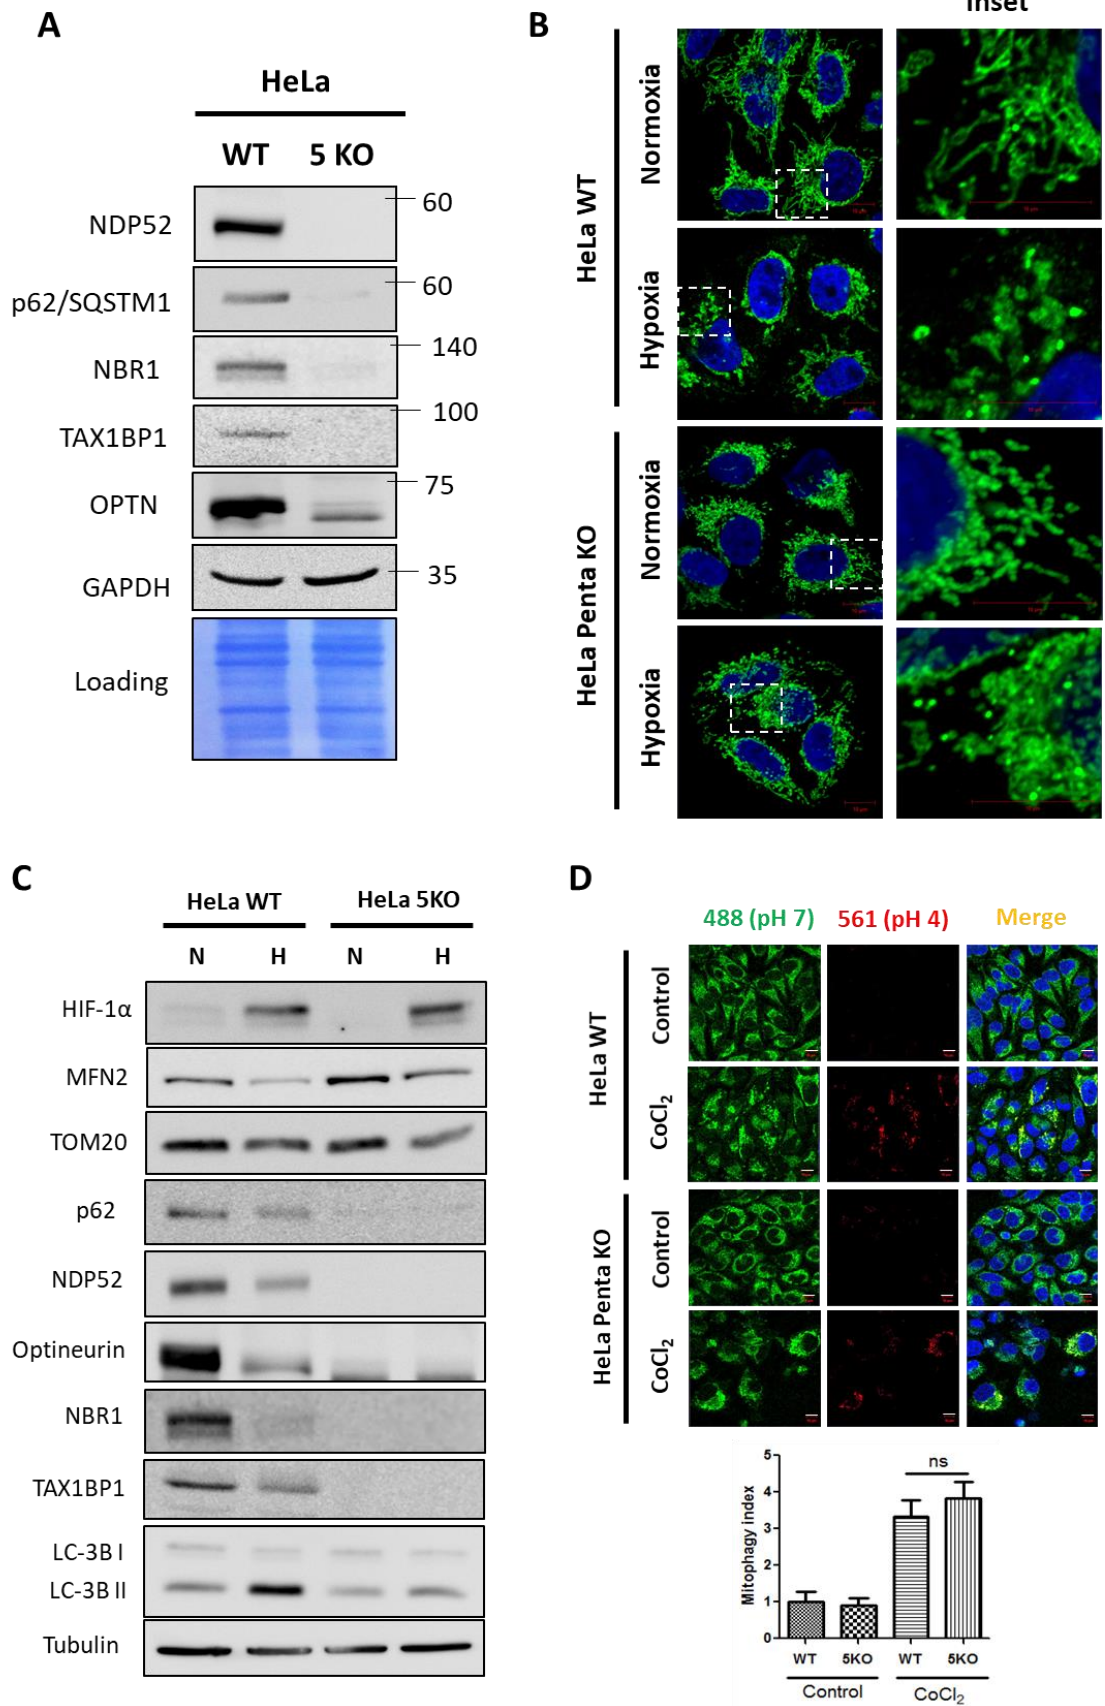 A
HeLa
WT 5 KO
NDP52
60
p62/SQSTM1
60
NBR1
140
TAX1BP1
100
OPTN
75
GAPDH
35
Loading
B
Inset
HeLa WT
Normoxia
Hypoxia
HeLa Penta KO
Normoxia
Hypoxia
C
HeLa WT HeLa 5KO
N H N H
HIF-1α
MFN2
TOM20
p62
NDP52
Optineurin
NBR1
TAX1BP1
LC-3B I
LC-3B II
Tubulin
D
488 (pH 7) 561 (pH 4) Merge
HeLa WT
Control
CoCl2
HeLa Penta KO
Control
CoCl2
Mitophagy index
5
4
3
2
1
0
ns
WT 5KO WT 5KO
Control CoCl2